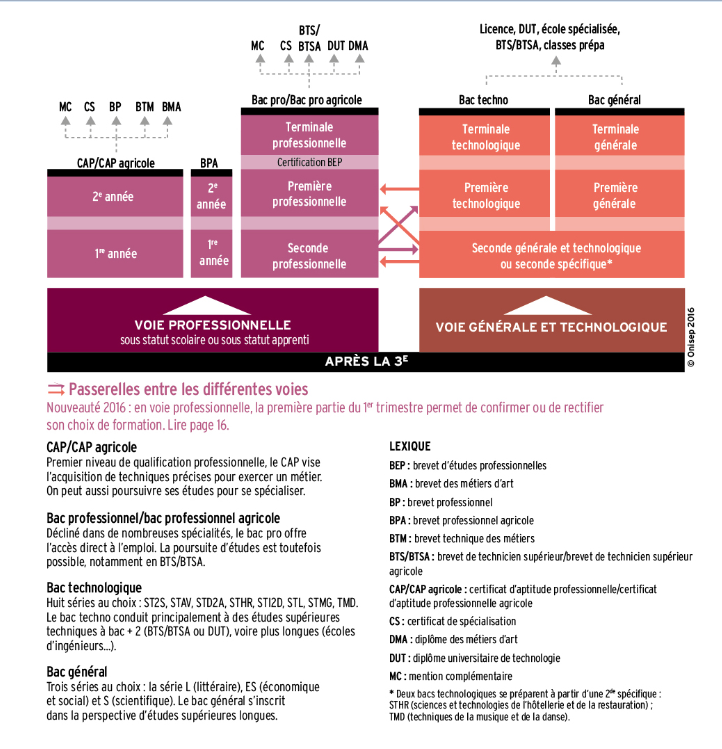 Licence, DUT, école spécialisée,
BTS/BTSA, classes prépa
BTS/
MC CS BTSA DUT DMA
Bac pro/Bac pro agricole
Bac techno
Bac général
MC CS BP BTM BMA
CAP/CAP agricole
BPA
Terminale
professionnelle
Terminale
technologique
Terminale
générale
Certification BEP
2e année
2e
année
Première
professionnelle
Première
technologique
Première
générale
1re année
1re
année
Seconde
professionnelle
Seconde générale et technologique
ou seconde spécifique*
VOIE PROFESSIONNELLE
sous statut scolaire ou sous statut apprenti
VOIE GÉNÉRALE ET TECHNOLOGIQUE
APRÈS LA 3E
© Onisep 2016
Passerelles entre les différentes voies
Nouveauté 2016 : en voie professionnelle, la première partie du 1er trimestre permet de confirmer ou de rectifier
son choix de formation. Lire page 16.
CAP/CAP agricole
Premier niveau de qualification professionnelle, le CAP vise
l'acquisition de techniques précises pour exercer un métier.
On peut aussi poursuivre ses études pour se spécialiser.
Bac professionnel/bac professionnel agricole
Décliné dans de nombreuses spécialités, le bac pro offre
l'accès direct à l'emploi. La poursuite d'études est toutefois
possible, notamment en BTS/BTSA.
Bac technologique
Huit séries au choix : ST2S, STAV, STD2A, STHR, STI2D, STL, STMG, TMD.
Le bac techno conduit principalement à des études supérieures
techniques à bac + 2 (BTS/BTSA ou DUT), voire plus longues (écoles
d'ingénieurs...).
Bac général
Trois séries au choix : la série L (littéraire), ES (économique
et social) et S (scientifique). Le bac général s'inscrit
dans la perspective d'études supérieures longues.
LEXIQUE
BEP : brevet d'études professionnelles
BMA : brevet des métiers d'art
BP : brevet professionnel
BPA : brevet professionnel agricole
BTM : brevet technique des métiers
BTS/BTSA : brevet de technicien supérieur/brevet de technicien supérieur
agricole
CAP/CAP agricole : certificat d'aptitude professionnelle/certificat
d'aptitude professionnelle agricole
CS : certificat de spécialisation
DMA : diplôme des métiers d'art
DUT : diplôme universitaire de technologie
MC : mention complémentaire
* Deux bacs technologiques se préparent à partir d'une 2de spécifique :
STHR (sciences et technologies de l'hôtellerie et de la restauration) ;
TMD (techniques de la musique et de la danse).